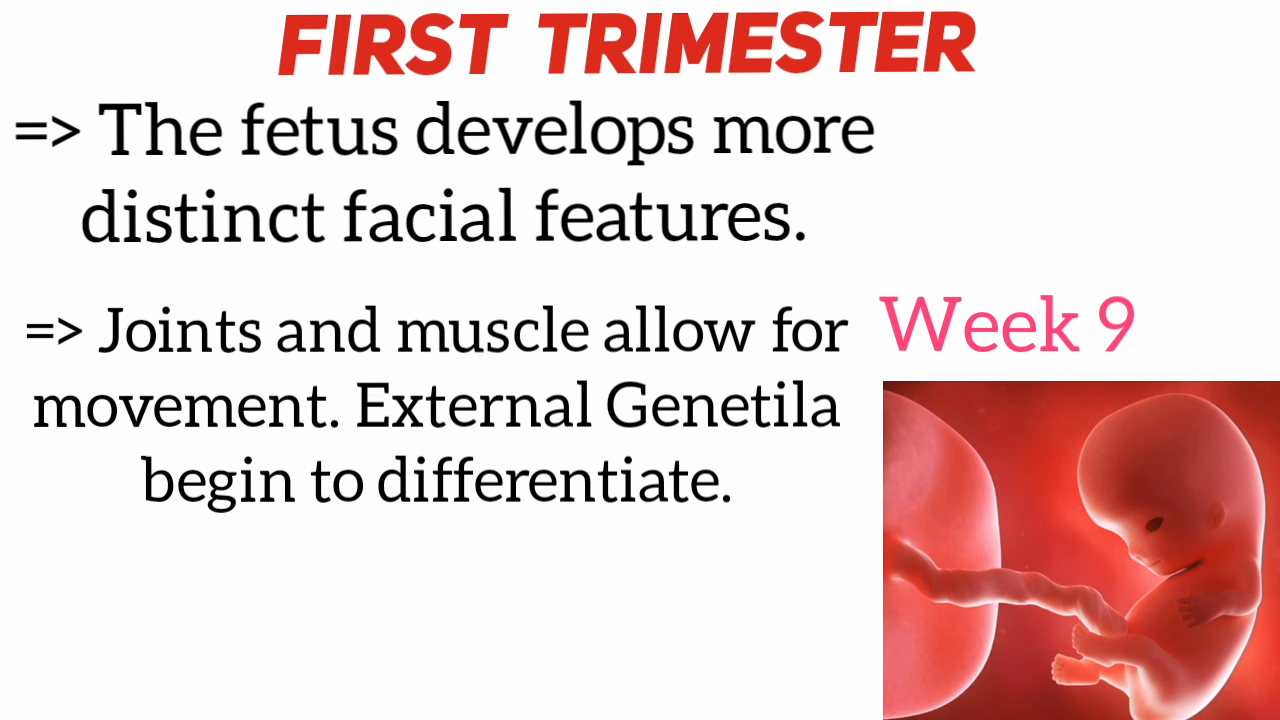 FIRST TRIMESTER
=> The fetus develops more
distinct facial features.
=> Joints and muscle allow for
movement. External Genetila
begin to differentiate.
Week 9